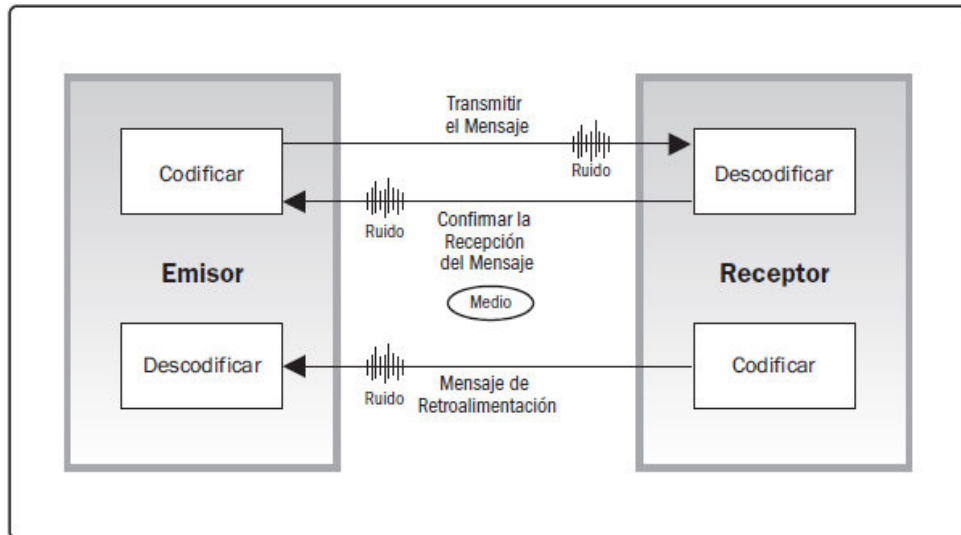 Transmitir
el Mensaje
Codificar
Ruido
Descodificar
Ruido
Confirmar la
Recepción
del Mensaje
Emisor
Receptor
Medio
Descodificar
Codificar
Ruido
Mensaje de
Retroalimentación